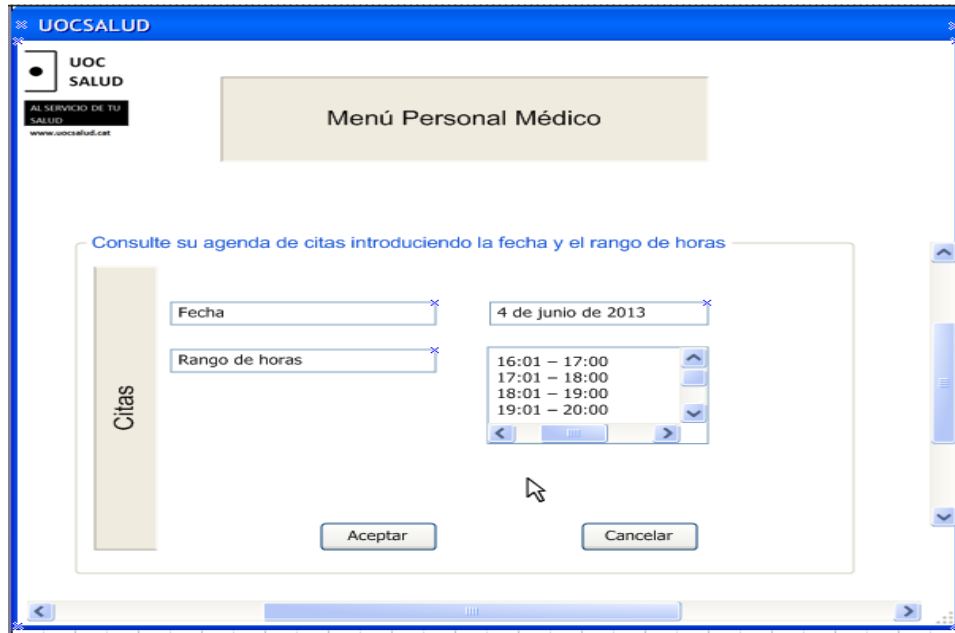 UOCSALUD
UOC
SALUD
AL SERVICIO DE TU
SALUD
www.uocsalud.cat
Menú Personal Médico
Consulte su agenda de citas introduciendo la fecha y el rango de horas
Citas
Fecha
4 de junio de 2013
Rango de horas
16:01 – 17:00
17:01 – 18:00
18:01 – 19:00
19:01 – 20:00
Aceptar
Cancelar